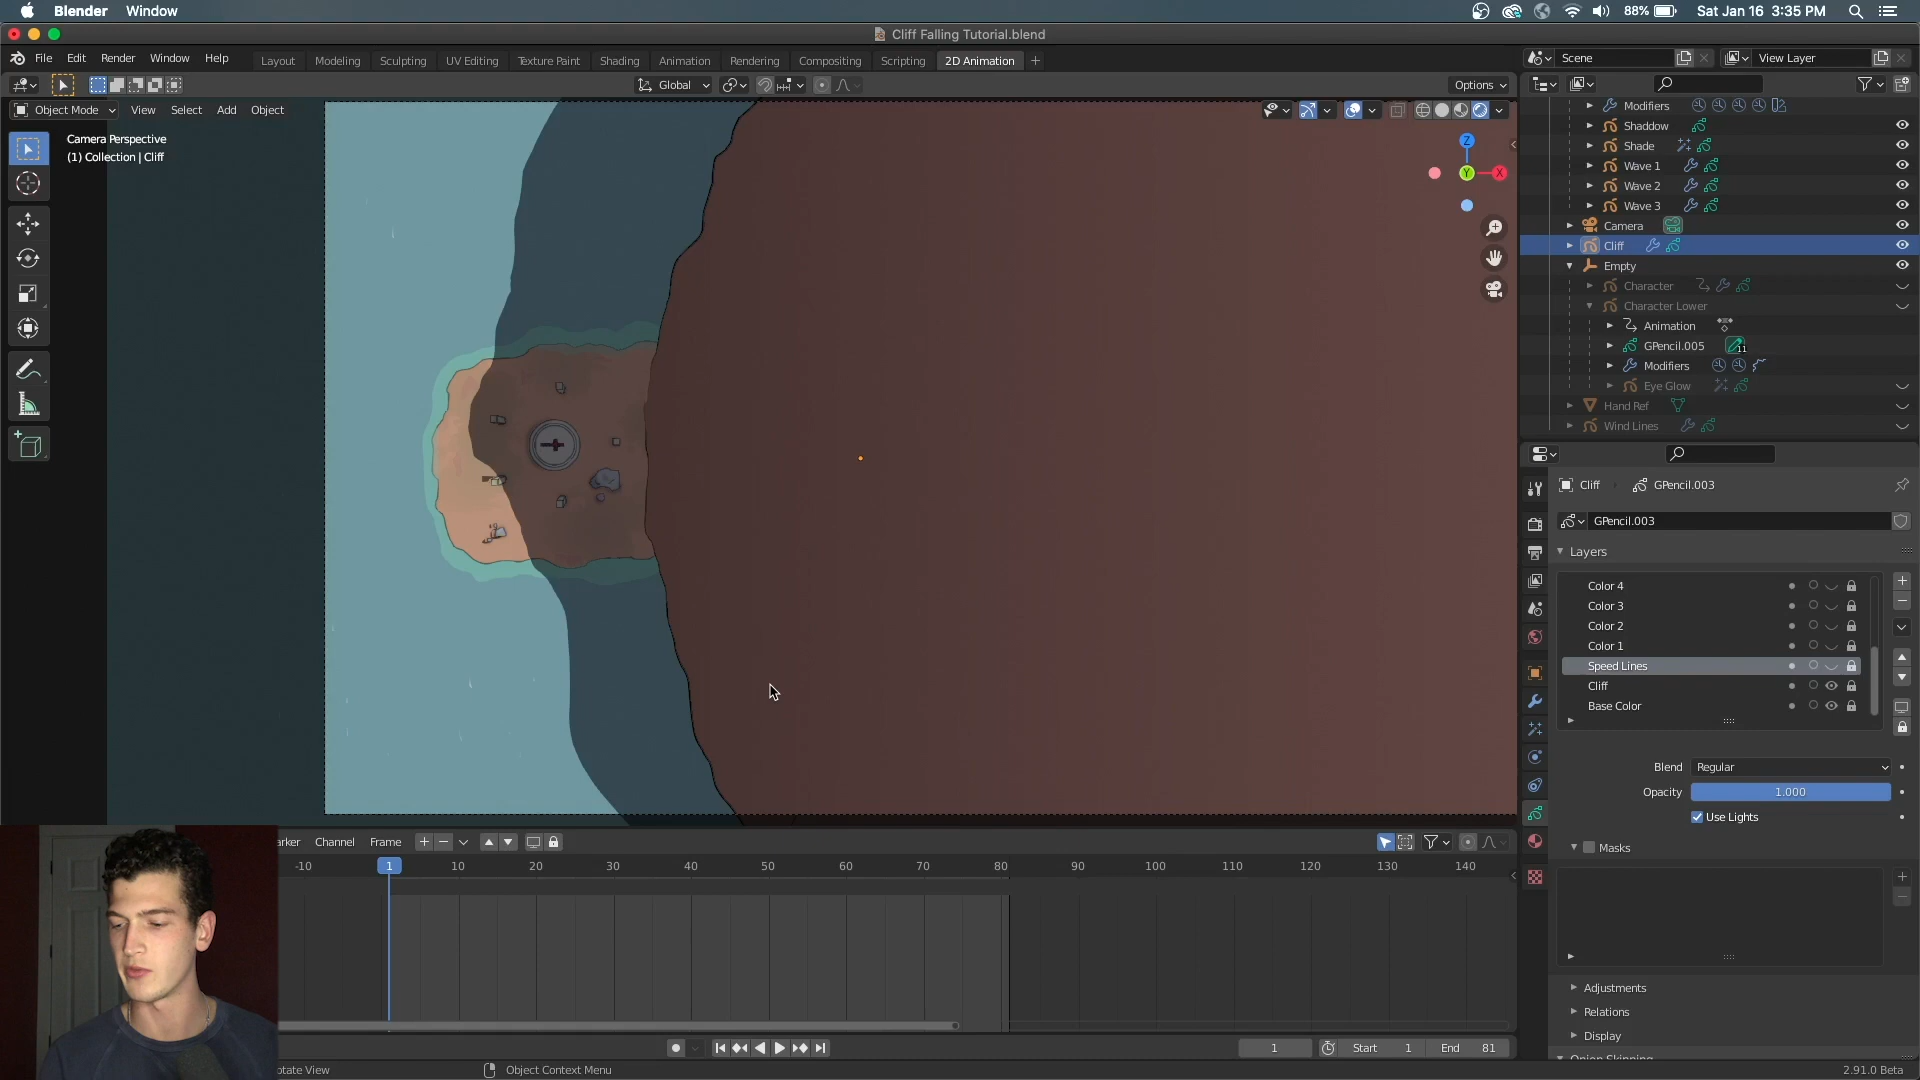 Blender Window 88% Sat Jan 16 3:35 PM
Cliff Falling Tutorial.blend
File Edit Render Window Help Layout Modeling Sculpting UV Editing Texture Paint Shading Animation Rendering Compositing Scripting 2D Animation + Scene View Layer
Global Options
Object Mode View Select Add Object
Camera Perspective
(1) Collection | Cliff
Z
Y
X
Modifiers
Shaddow
Shade
Wave 1
Wave 2
Wave 3
Camera
Cliff
Empty
Character
Character Lower
Animation
GPencil.005 11
Modifiers
Eye Glow
Hand Ref
Wind Lines
Cliff GPencil.003
GPencil.003
Layers
Color 4
Color 3
Color 2
Color 1
Speed Lines
Cliff
Base Color
Blend Regular
Opacity 1.000
Use Lights
Masks
Adjustments
Relations
Display
arker Channel Frame
-10 1 10 20 30 40 50 60 70 80 90 100 110 120 130 140
1 Start 1 End 81
otate View Object Context Menu 2.91.0 Beta